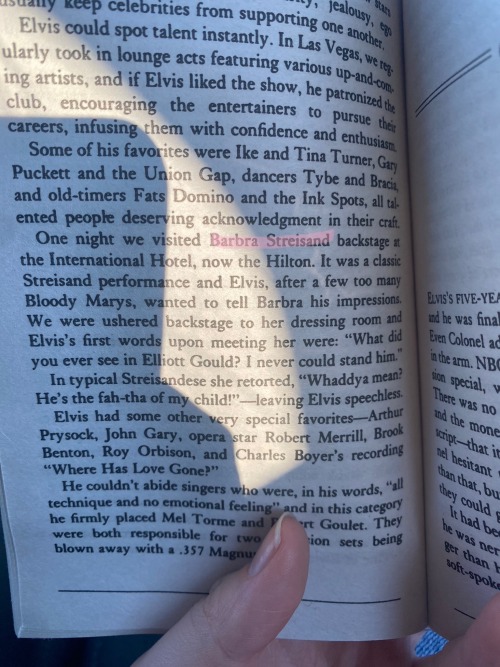 usually keep celebrities from supporting one another.
Elvis could spot talent instantly. In Las Vegas, we reg-
ularly took in lounge acts featuring various up-and-com-
ing artists, and if Elvis liked the show, he patronized the
club, encouraging the entertainers to pursue their
careers, infusing them with confidence and enthusiasm.
Some of his favorites were Ike and Tina Turner, Gary
Puckett and the Union Gap, dancers Tybe and Bracia,
and old-timers Fats Domino and the Ink Spots, all tal-
ented people deserving acknowledgment in their craft.
One night we visited Barbra Streisand backstage at
the International Hotel, now the Hilton. It was a classic
Streisand performance and Elvis, after a few too many
Bloody Marys, wanted to tell Barbra his impressions.
We were ushered backstage to her dressing room and
Elvis's first words upon meeting her were: "What did
you ever see in Elliott Gould? I never could stand him."
In typical Streisandese she retorted, "Whaddya mean?
He's the fah-tha of my child!"—leaving Elvis speechless.
Elvis had some other very special favorites—Arthur
Prysock, John Gary, opera star Robert Merrill, Brook
Benton, Roy Orbison, and Charles Boyer's recording
"Where Has Love Gone?"
He couldn't abide singers who were, in his words, "all
technique and no emotional feeling" and in this category
he firmly placed Mel Torme and Goulet. They
were both responsible for two sets being
blown away with a .357
ELVIS'S FIVE-YEA
and he was final
Even Colonel ad
in the arm. NBC
sion special,
There was no
and the mone
script—that it
nel hesitant
than that, bu
they could g
It had be
he was ner
ger than h
soft-spoke